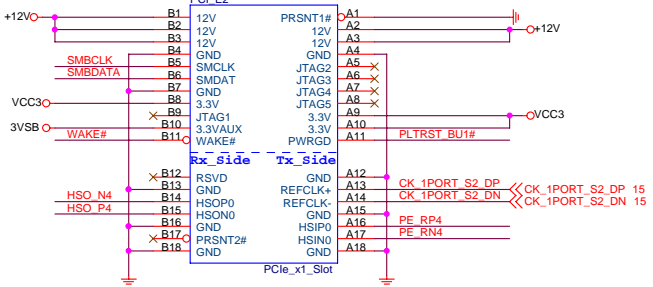 PCI_E2
+12V B1 12V PRSNT1# A1
B2 12V 12V A2 +12V
B3 12V 12V A3
B4 GND GND A4
SMBCLK B5 SMCLK JTAG2 A5
SMBDATA B6 SMDAT JTAG3 A6
B7 GND JTAG4 A7
VCC3 B8 3.3V JTAG5 A8
B9 JTAG1 3.3V A9 VCC3
3VSB B10 3.3VAUX 3.3V A10
WAKE# B11 WAKE# PWRGD A11 PLTRST_BU1#
Rx_Side Tx_Side
B12 RSVD GND A12
B13 GND REFCLK+ A13 CK_1PORT_S2_DP CK_1PORT_S2_DP 15
HSO_N4 B14 HSOP0 REFCLK- A14 CK_1PORT_S2_DN CK_1PORT_S2_DN 15
HSO_P4 B15 HSON0 GND A15
B16 GND HSIP0 A16 PE_RP4
B17 PRSNT2# HSIN0 A17 PE_RN4
B18 GND GND A18
PCIe_x1_Slot